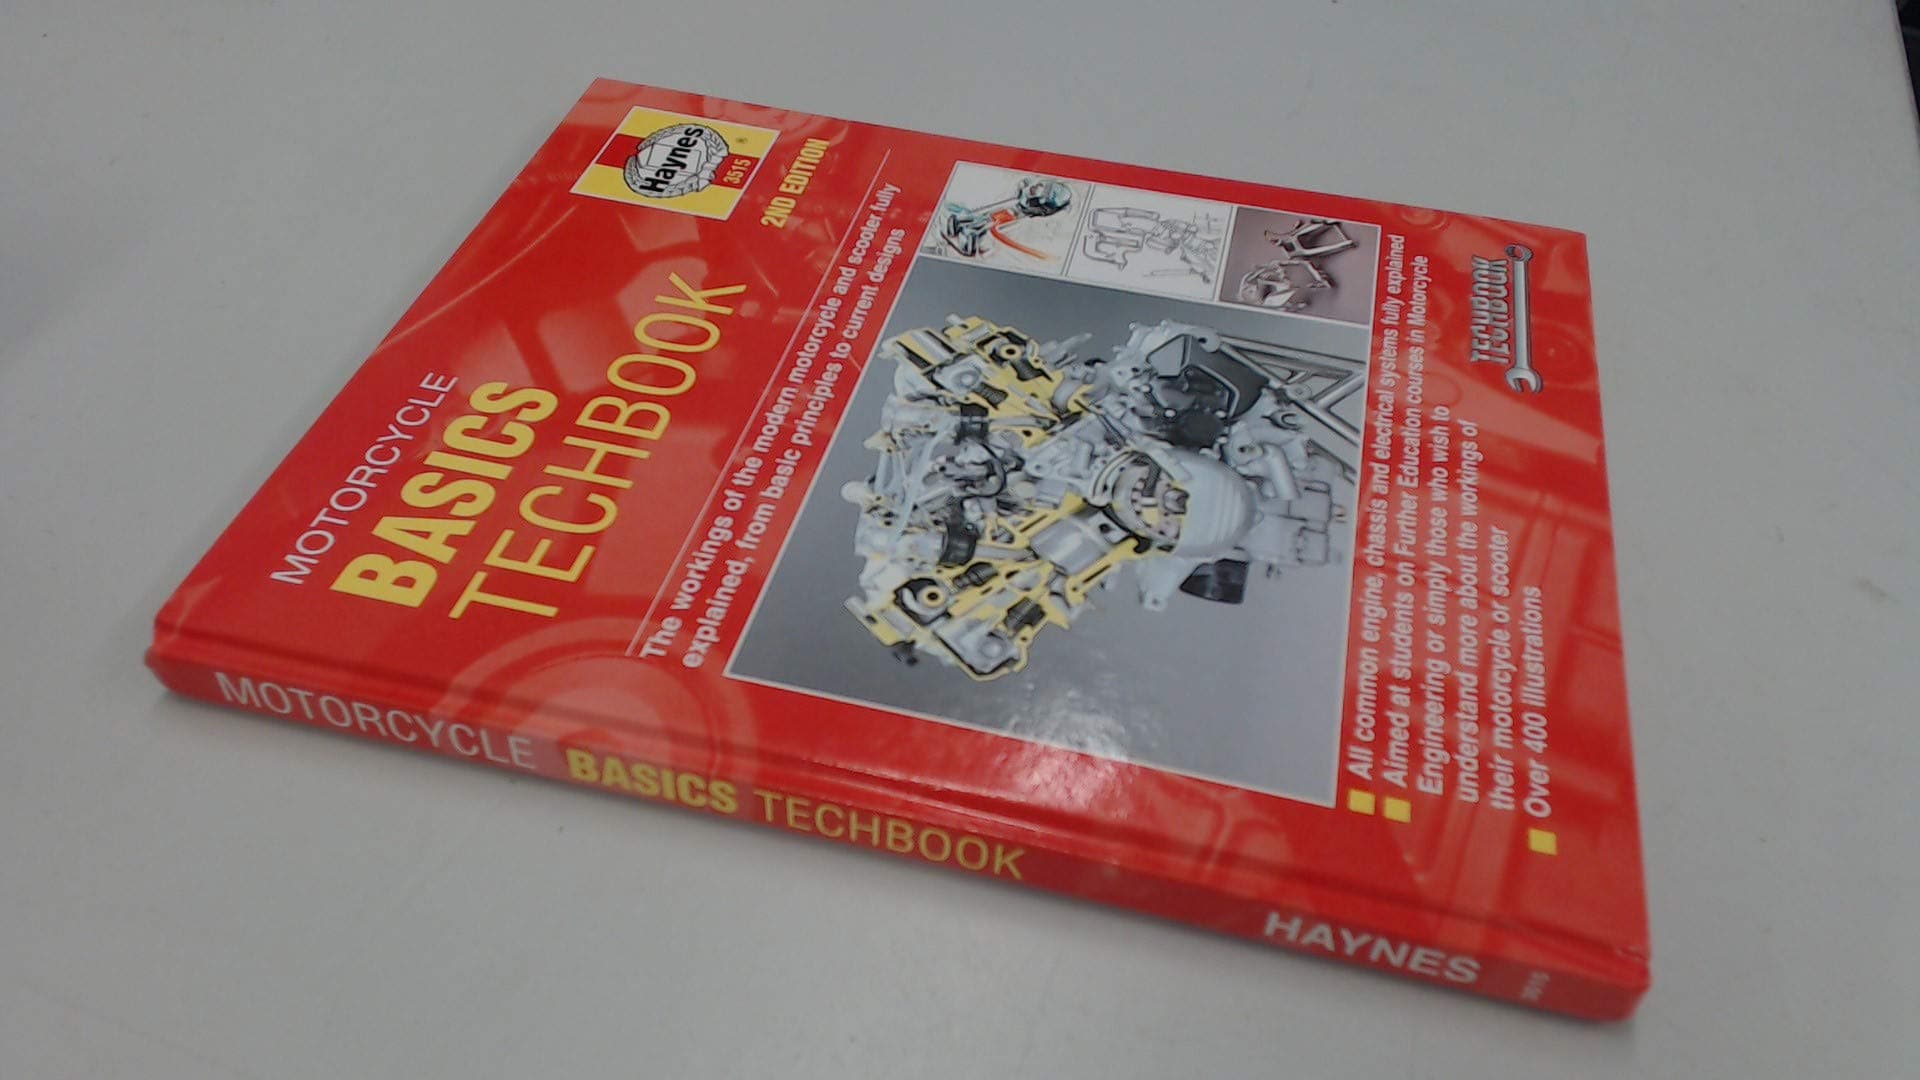 Haynes
3515
®
2ND EDITION
MOTORCYCLE
BASICS
TECHBOOK
The workings of the modern motorcycle and scooter fully
explained, from basic principles to current designs
All common engine, chassis and electrical systems fully explained
Aimed at students on Further Education courses in Motorcycle
Engineering or simply those who wish to
understand more about the workings of
their motorcycle or scooter
Over 400 illustrations
TECHBOOK
MOTORCYCLE BASICS TECHBOOK
HAYNES
3515